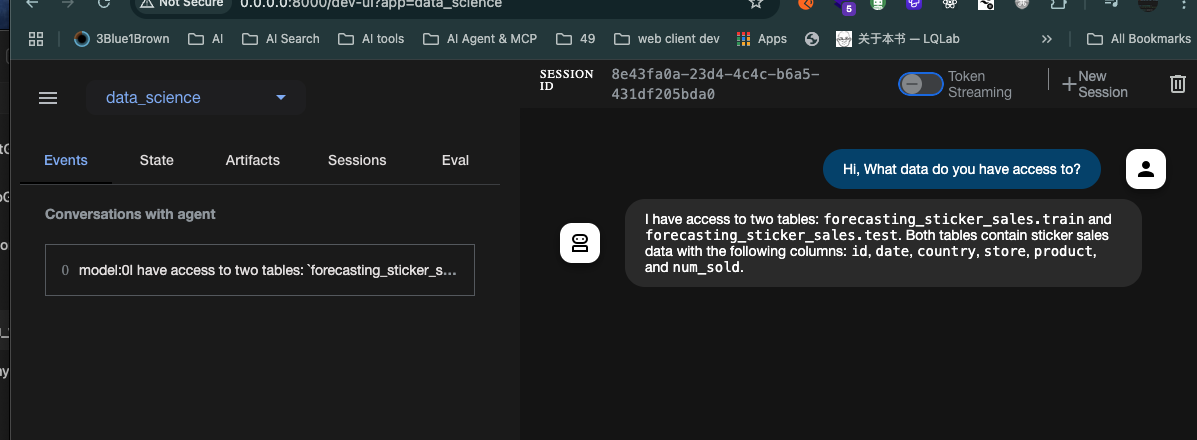 Not Secure 0.0.0.0:8000/dev-ui?app=data_science
5
3Blue1Brown AI AI Search AI tools AI Agent & MCP 49 web client dev Apps 关于本书 — LQLab » All Bookmarks
data_science
SESSION ID
8e43fa0a-23d4-4c4c-b6a5-
431df205bda0
Token
Streaming
New
Session
Events State Artifacts Sessions Eval
Conversations with agent
0 model:0I have access to two tables: `forecasting_sticker_s...
Hi, What data do you have access to?
I have access to two tables: forecasting_sticker_sales.train and
forecasting_sticker_sales.test. Both tables contain sticker sales
data with the following columns: id, date, country, store, product,
and num_sold.